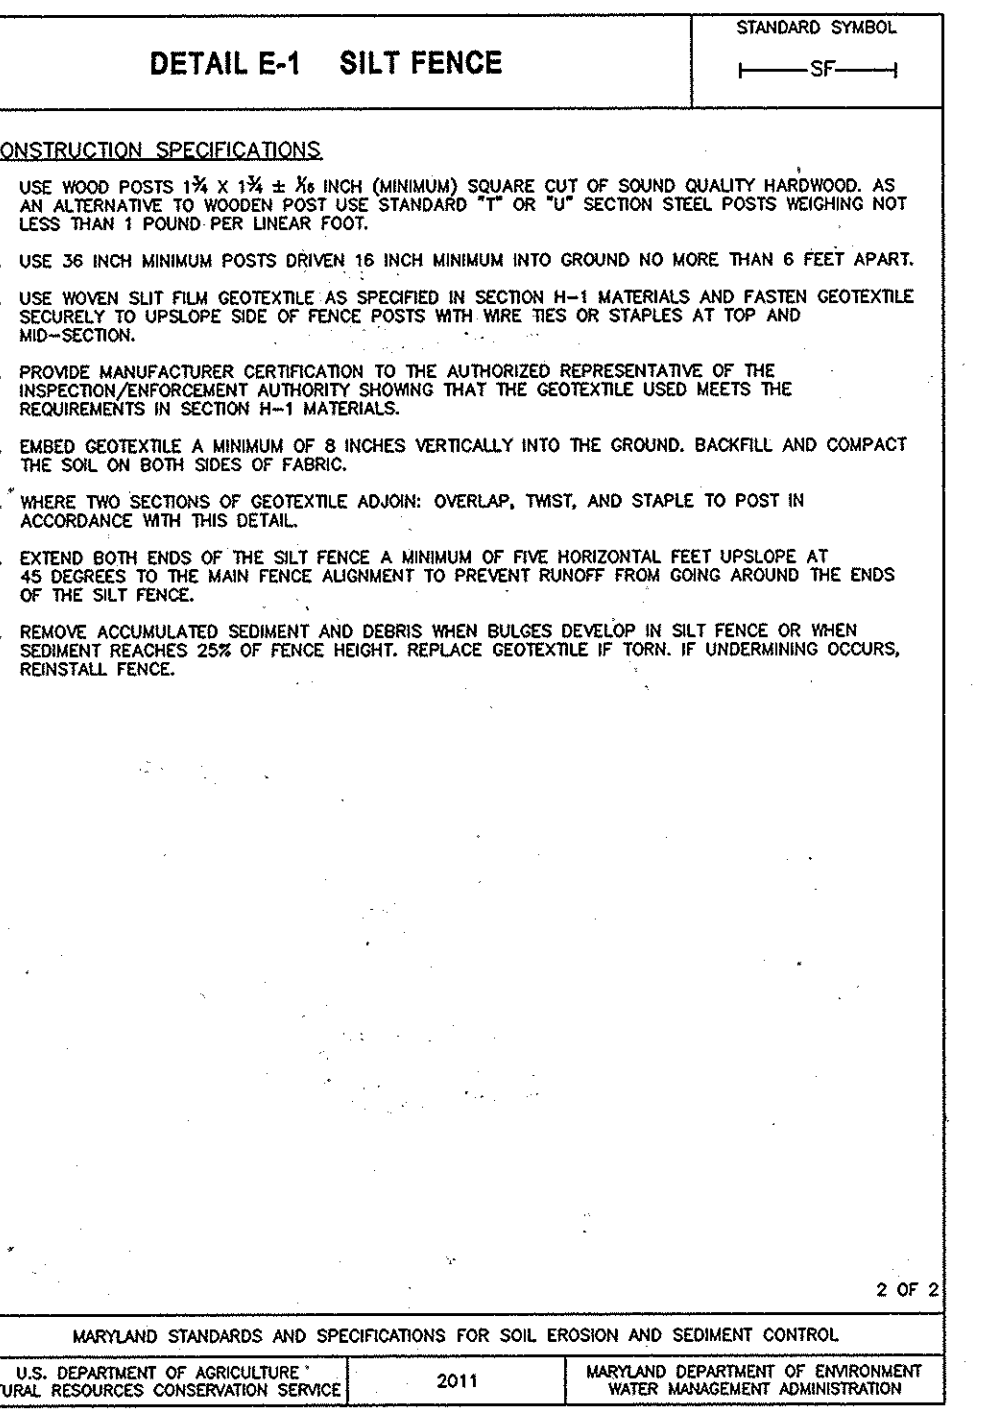 DETAIL E-1 SILT FENCE
STANDARD SYMBOL
SF
ONSTRUCTION SPECIFICATIONS
USE WOOD POSTS 1¾ X 1¾ ± 1/16 INCH (MINIMUM) SQUARE CUT OF SOUND QUALITY HARDWOOD. AS
AN ALTERNATIVE TO WOODEN POST USE STANDARD "T" OR "U" SECTION STEEL POSTS WEIGHING NOT
LESS THAN 1 POUND PER LINEAR FOOT.
USE 36 INCH MINIMUM POSTS DRIVEN 16 INCH MINIMUM INTO GROUND NO MORE THAN 6 FEET APART.
USE WOVEN SLIT FILM GEOTEXTILE AS SPECIFIED IN SECTION H-1 MATERIALS AND FASTEN GEOTEXTILE
SECURELY TO UPSLOPE SIDE OF FENCE POSTS WITH WIRE TIES OR STAPLES AT TOP AND
MID-SECTION.
PROVIDE MANUFACTURER CERTIFICATION TO THE AUTHORIZED REPRESENTATIVE OF THE
INSPECTION/ENFORCEMENT AUTHORITY SHOWING THAT THE GEOTEXTILE USED MEETS THE
REQUIREMENTS IN SECTION H-1 MATERIALS.
EMBED GEOTEXTILE A MINIMUM OF 8 INCHES VERTICALLY INTO THE GROUND. BACKFILL AND COMPACT
THE SOIL ON BOTH SIDES OF FABRIC.
WHERE TWO SECTIONS OF GEOTEXTILE ADJOIN: OVERLAP, TWIST, AND STAPLE TO POST IN
ACCORDANCE WITH THIS DETAIL.
EXTEND BOTH ENDS OF THE SILT FENCE A MINIMUM OF FIVE HORIZONTAL FEET UPSLOPE AT
45 DEGREES TO THE MAIN FENCE ALIGNMENT TO PREVENT RUNOFF FROM GOING AROUND THE ENDS
OF THE SILT FENCE.
REMOVE ACCUMULATED SEDIMENT AND DEBRIS WHEN BULGES DEVELOP IN SILT FENCE OR WHEN
SEDIMENT REACHES 25% OF FENCE HEIGHT. REPLACE GEOTEXTILE IF TORN. IF UNDERMINING OCCURS,
REINSTALL FENCE.
2 OF 2
MARYLAND STANDARDS AND SPECIFICATIONS FOR SOIL EROSION AND SEDIMENT CONTROL
U.S. DEPARTMENT OF AGRICULTURE
TURAL RESOURCES CONSERVATION SERVICE
2011
MARYLAND DEPARTMENT OF ENVIRONMENT
WATER MANAGEMENT ADMINISTRATION